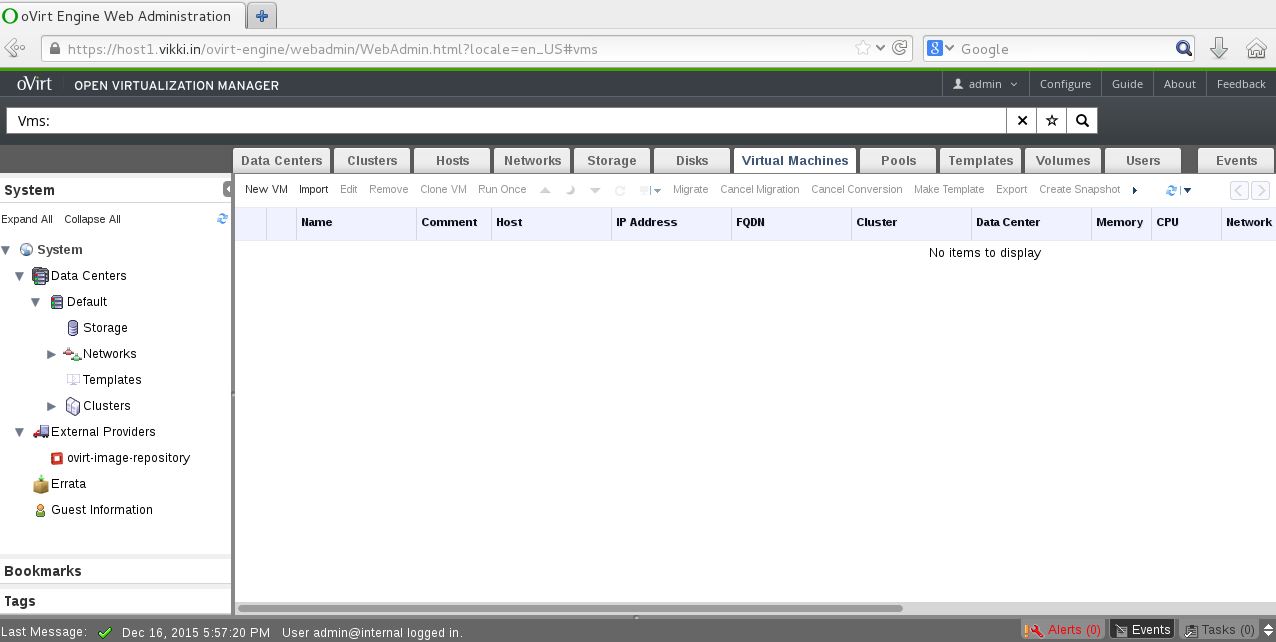 oVirt Engine Web Administration
https://host1.vikki.in/ovirt-engine/webadmin/WebAdmin.html?locale=en_US#vms
8
Google
oVirt OPEN VIRTUALIZATION MANAGER
admin Configure Guide About Feedback
Vms:
Data Centers Clusters Hosts Networks Storage Disks Virtual Machines Pools Templates Volumes Users Events
System
New VM Import Edit Remove Clone VM Run Once Migrate Cancel Migration Cancel Conversion Make Template Export Create Snapshot
Expand All Collapse All
Name Comment Host IP Address FQDN Cluster Data Center Memory CPU Network
No items to display
System
Data Centers
Default
Storage
Networks
Templates
Clusters
External Providers
ovirt-image-repository
Errata
Guest Information
Bookmarks
Tags
Last Message: Dec 16, 2015 5:57:20 PM User admin@internal logged in.
Alerts (0) Events Tasks (0)